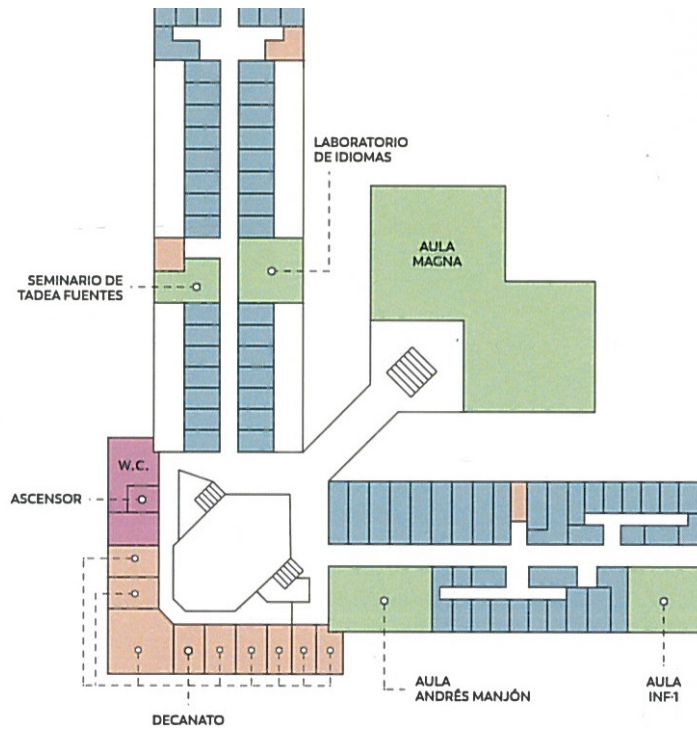 LABORATORIO
DE IDIOMAS
AULA
MAGNA
SEMINARIO DE
TADEA FUENTES
W.C.
ASCENSOR
AULA
ANDRÉS MANJÓN
AULA
INF-1
DECANATO